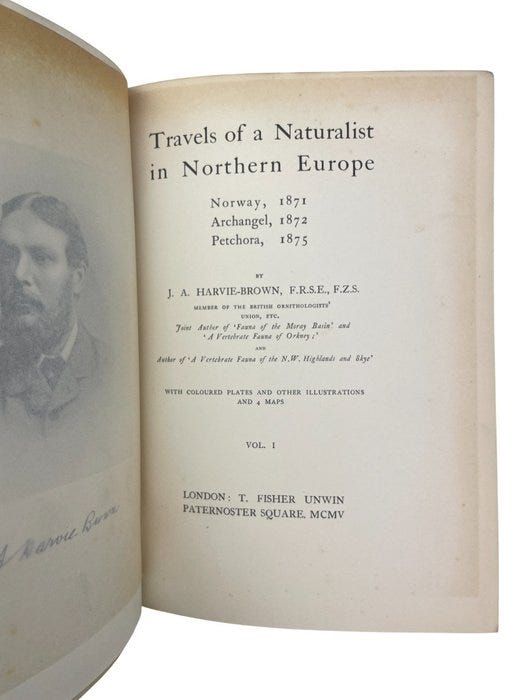 Travels of a Naturalist
in Northern Europe
Norway, 1871
Archangel, 1872
Petchora, 1875
BY
J. A. HARVIE-BROWN, F.R.S.E., F.Z.S.
MEMBER OF THE BRITISH ORNITHOLOGISTS'
UNION, ETC.
Joint Author of 'Fauna of the Moray Basin' and
'A Vertebrate Fauna of Orkney;'
AND
Author of 'A Vertebrate Fauna of the N.W. Highlands and Skye'
WITH COLOURED PLATES AND OTHER ILLUSTRATIONS
AND 4 MAPS
VOL. I
LONDON: T. FISHER UNWIN
PATERNOSTER SQUARE. MCMV
A Harvie-Brown